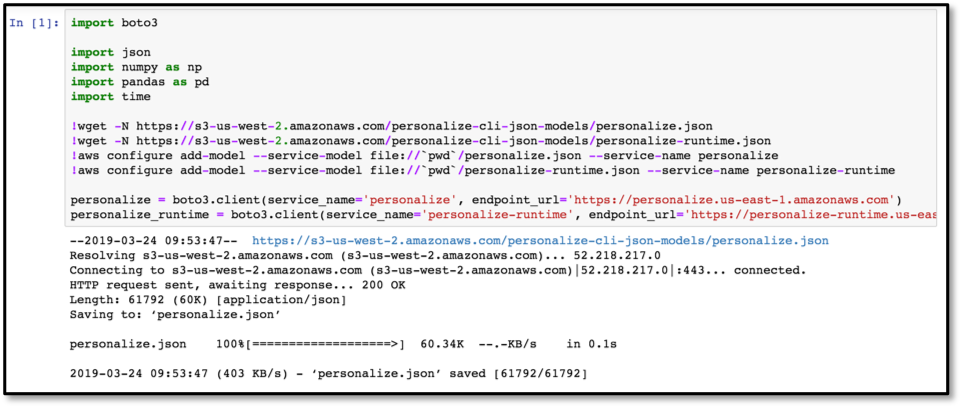 In [1]: import boto3
import json
import numpy as np
import pandas as pd
import time
!wget -N https://s3-us-west-2.amazonaws.com/personalize-cli-json-models/personalize.json
!wget -N https://s3-us-west-2.amazonaws.com/personalize-cli-json-models/personalize-runtime.json
!aws configure add-model --service-model file://`pwd`/personalize.json --service-name personalize
!aws configure add-model --service-model file://`pwd`/personalize-runtime.json --service-name personalize-runtime
personalize = boto3.client(service_name='personalize', endpoint_url='https://personalize.us-east-1.amazonaws.com')
personalize_runtime = boto3.client(service_name='personalize-runtime', endpoint_url='https://personalize-runtime.us-eas
--2019-03-24 09:53:47-- https://s3-us-west-2.amazonaws.com/personalize-cli-json-models/personalize.json
Resolving s3-us-west-2.amazonaws.com (s3-us-west-2.amazonaws.com)... 52.218.217.0
Connecting to s3-us-west-2.amazonaws.com (s3-us-west-2.amazonaws.com)|52.218.217.0|:443... connected.
HTTP request sent, awaiting response... 200 OK
Length: 61792 (60K) [application/json]
Saving to: ‘personalize.json’
personalize.json 100%[===================>] 60.34K --.-KB/s in 0.1s
2019-03-24 09:53:47 (403 KB/s) - ‘personalize.json’ saved [61792/61792]